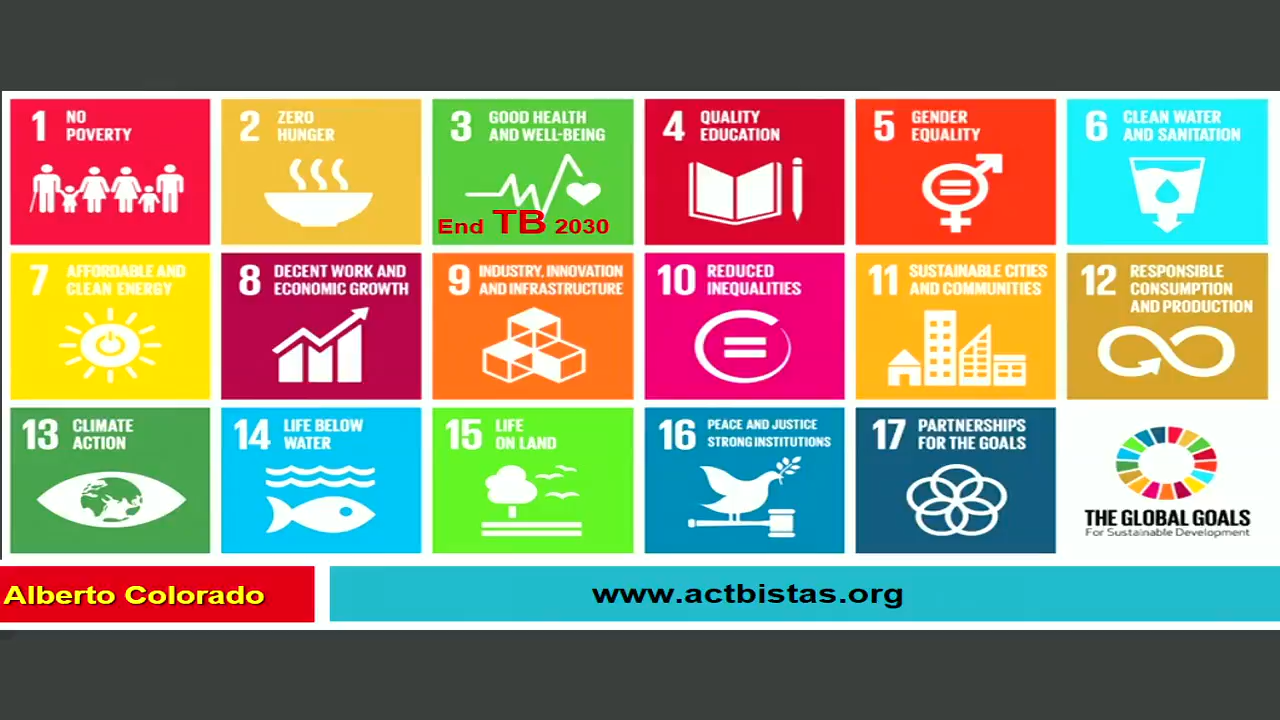 1 NO
POVERTY
2 ZERO
HUNGER
3 GOOD HEALTH
AND WELL-BEING
End TB 2030
4 QUALITY
EDUCATION
5 GENDER
EQUALITY
6 CLEAN WATER
AND SANITATION
7 AFFORDABLE AND
CLEAN ENERGY
8 DECENT WORK AND
ECONOMIC GROWTH
9 INDUSTRY, INNOVATION
AND INFRASTRUCTURE
10 REDUCED
INEQUALITIES
11 SUSTAINABLE CITIES
AND COMMUNITIES
12 RESPONSIBLE
CONSUMPTION
AND PRODUCTION
13 CLIMATE
ACTION
14 LIFE BELOW
WATER
15 LIFE
ON LAND
16 PEACE AND JUSTICE
STRONG INSTITUTIONS
17 PARTNERSHIPS
FOR THE GOALS
THE GLOBAL GOALS
For Sustainable Development
Alberto Colorado
www.actbistas.org